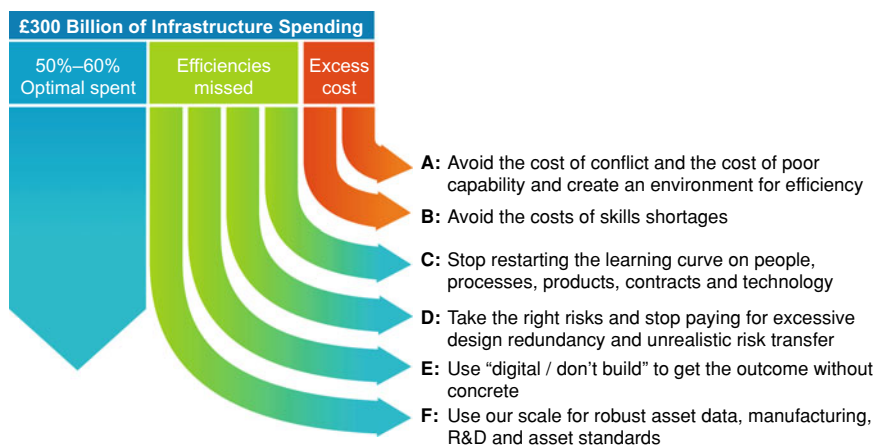 £300 Billion of Infrastructure Spending
50%–60%
Optimal spent
Efficiencies
missed
Excess
cost
A: Avoid the cost of conflict and the cost of poor
capability and create an environment for efficiency
B: Avoid the costs of skills shortages
C: Stop restarting the learning curve on people,
processes, products, contracts and technology
D: Take the right risks and stop paying for excessive
design redundancy and unrealistic risk transfer
E: Use “digital / don’t build” to get the outcome without
concrete
F: Use our scale for robust asset data, manufacturing,
R&D and asset standards